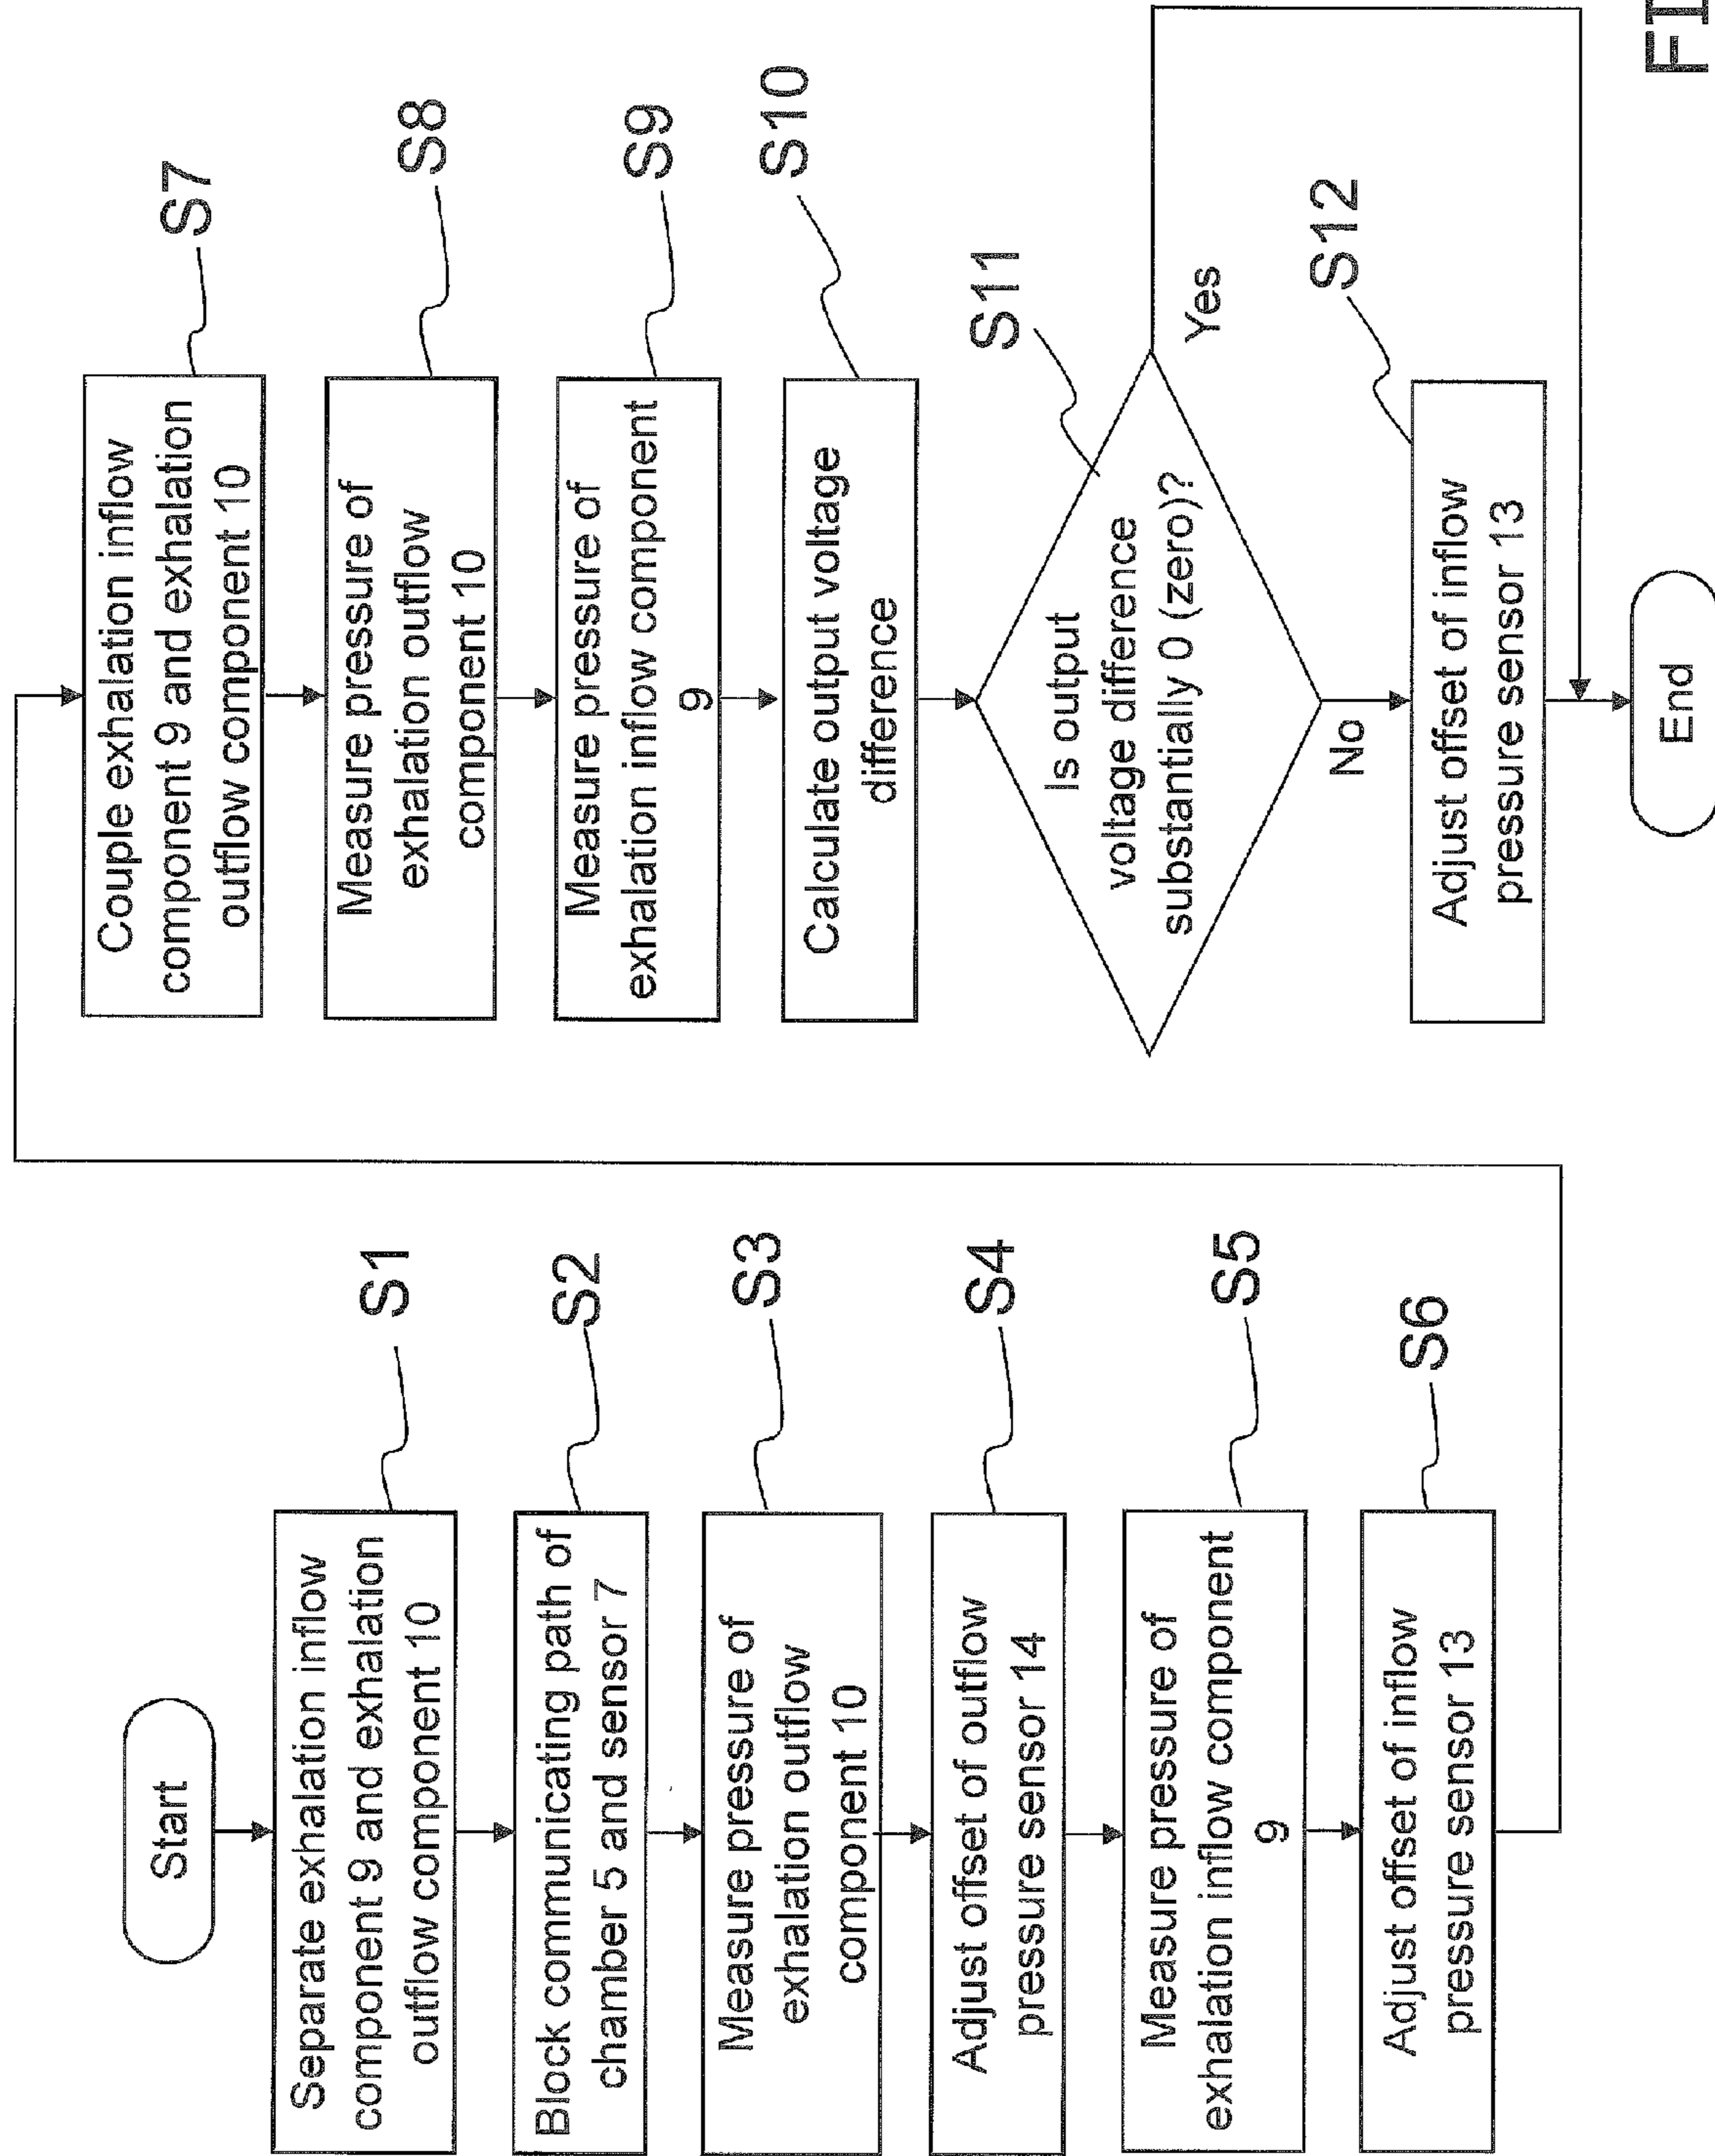 Start
Separate exhalation inflow
component 9 and exhalation
outflow component 10
S1
Block communicating path of
chamber 5 and sensor 7
S2
Measure pressure of
exhalation outflow
component 10
S3
Adjust offset of outflow
pressure sensor 14
S4
Measure pressure of
exhalation inflow component
9
S5
Adjust offset of inflow
pressure sensor 13
S6
Couple exhalation inflow
component 9 and exhalation
outflow component 10
S7
Measure pressure of
exhalation outflow
component 10
S8
Measure pressure of
exhalation inflow component
9
S9
Calculate output voltage
difference
S10
Is output
voltage difference
substantially 0 (zero)?
S11
Yes
No
Adjust offset of inflow
pressure sensor 13
S12
End